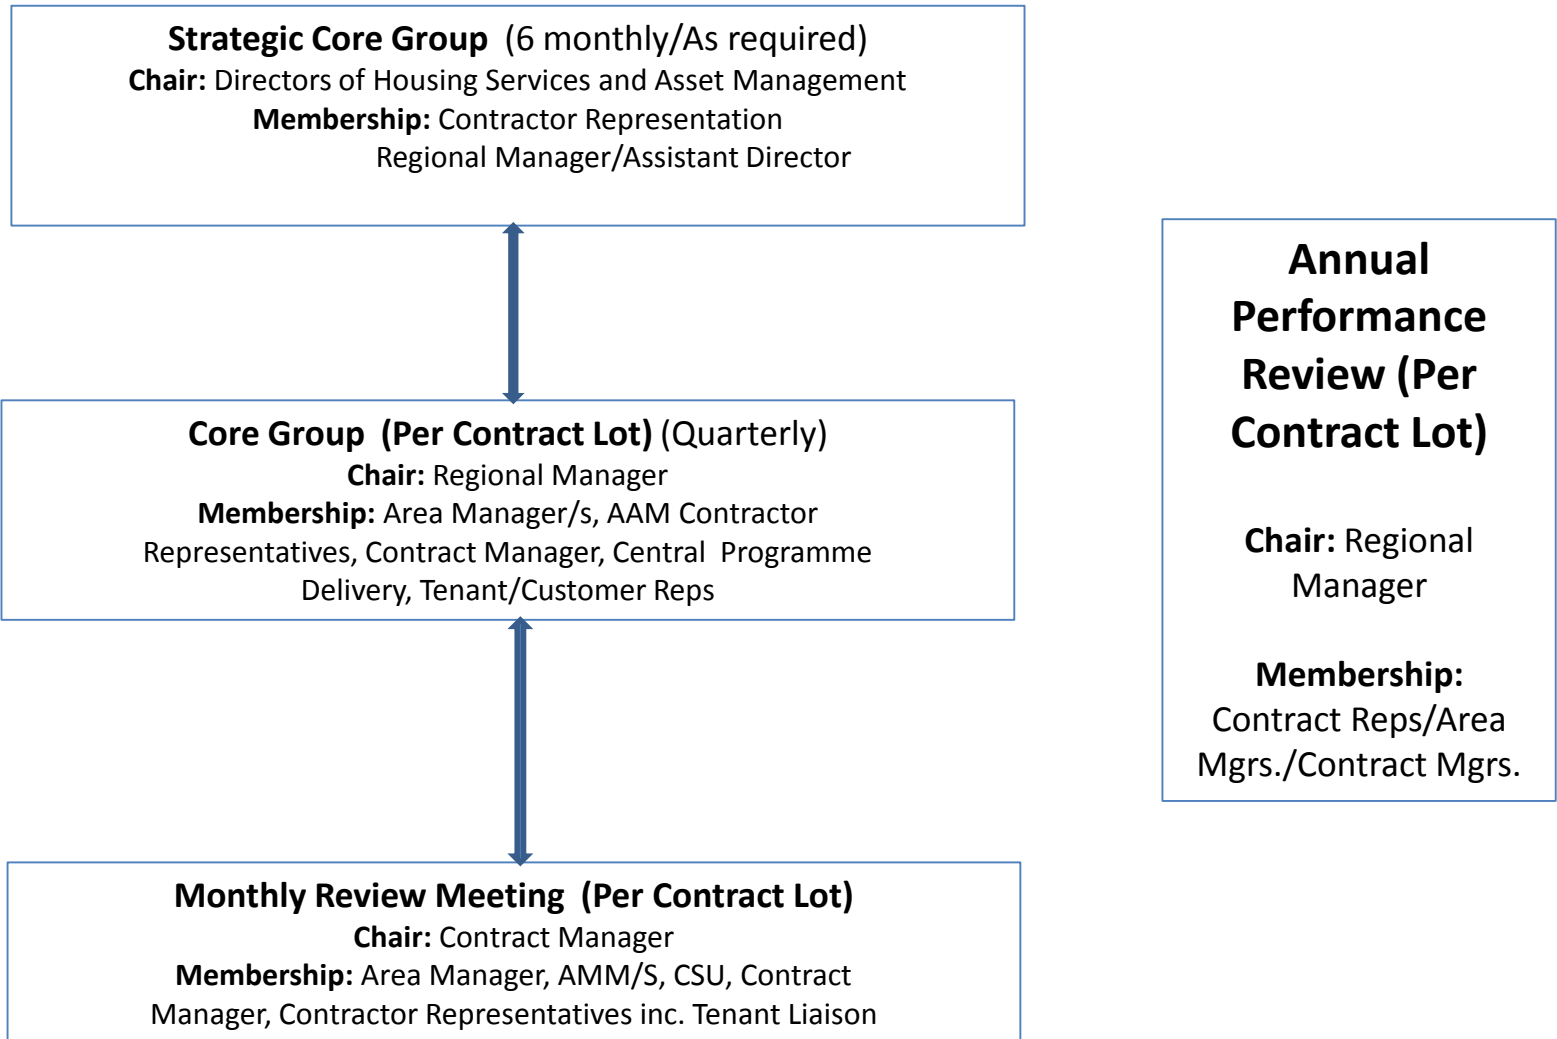 Strategic Core Group (6 monthly/As required)
Chair: Directors of Housing Services and Asset Management
Membership: Contractor Representation
Regional Manager/Assistant Director
Core Group (Per Contract Lot) (Quarterly)
Chair: Regional Manager
Membership: Area Manager/s, AAM Contractor
Representatives, Contract Manager, Central Programme
Delivery, Tenant/Customer Reps
Monthly Review Meeting (Per Contract Lot)
Chair: Contract Manager
Membership: Area Manager, AMM/S, CSU, Contract
Manager, Contractor Representatives inc. Tenant Liaison
Annual
Performance
Review (Per
Contract Lot)
Chair: Regional
Manager
Membership:
Contract Reps/Area
Mgrs./Contract Mgrs.